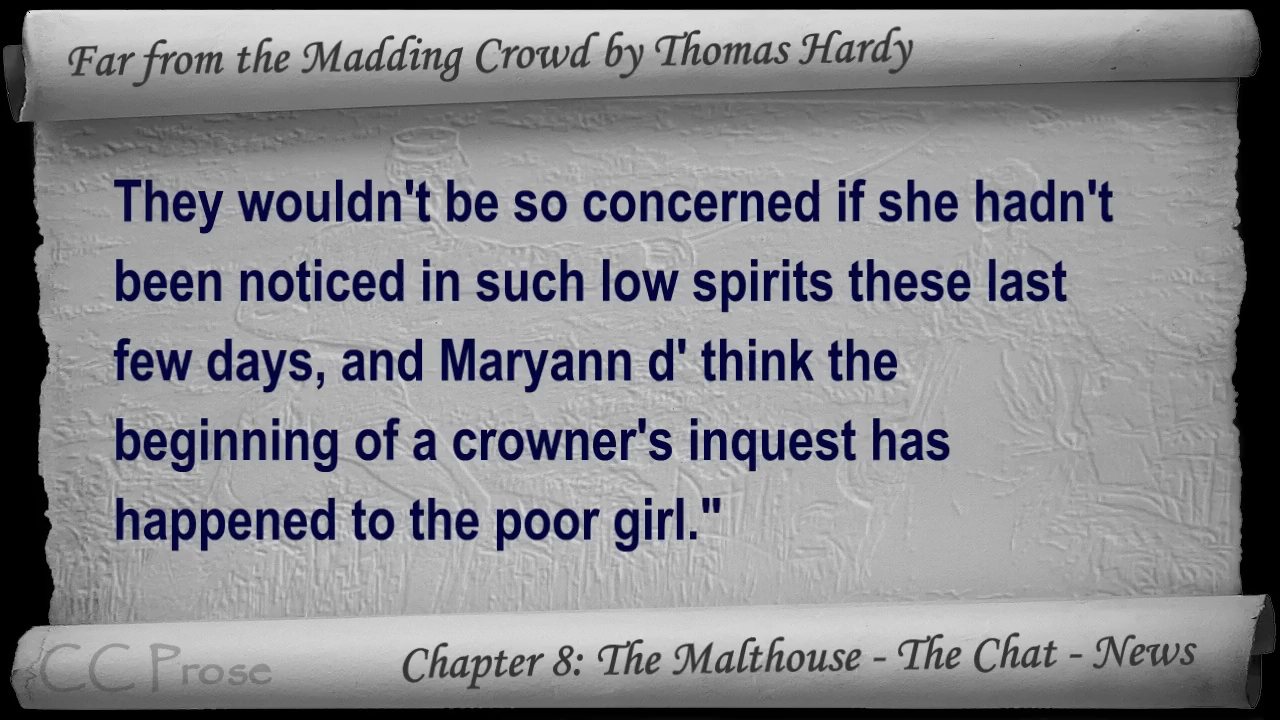 Far from the Madding Crowd by Thomas Hardy
They wouldn't be so concerned if she hadn't
been noticed in such low spirits these last
few days, and Maryann d' think the
beginning of a crowner's inquest has
happened to the poor girl."
CC Prose
Chapter 8: The Malthouse - The Chat - News